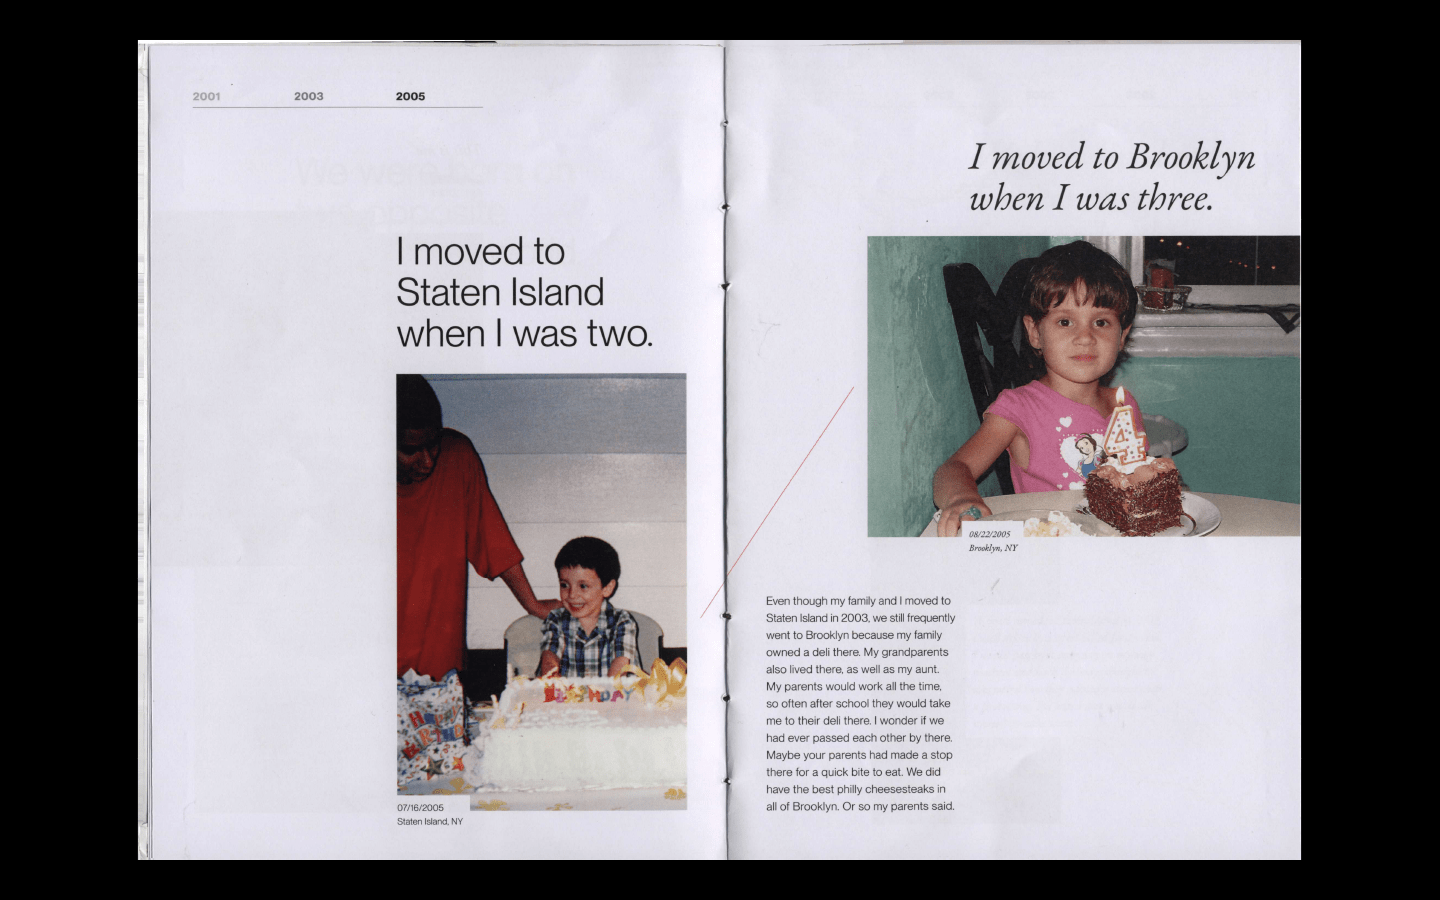 2001 2003 2005
I moved to
Staten Island
when I was two.
BIRTHDAY
HAPPY
BIRTHD
07/16/2005
Staten Island, NY
I moved to Brooklyn
when I was three.
4
08/22/2005
Brooklyn, NY
Even though my family and I moved to
Staten Island in 2003, we still frequently
went to Brooklyn because my family
owned a deli there. My grandparents
also lived there, as well as my aunt.
My parents would work all the time,
so often after school they would take
me to their deli there. I wonder if we
had ever passed each other by there.
Maybe your parents had made a stop
there for a quick bite to eat. We did
have the best philly cheesesteaks in
all of Brooklyn. Or so my parents said.